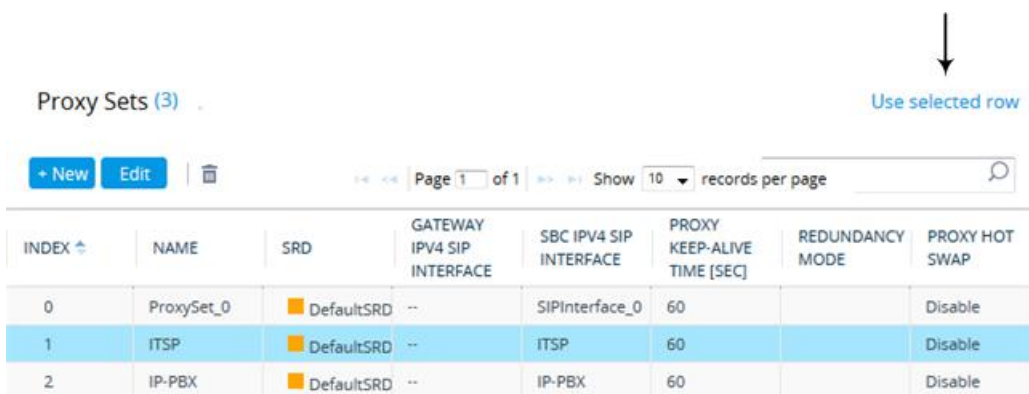 Proxy Sets (3) .
Use selected row
+ New Edit Page 1 of 1 Show 10 records per page
INDEX NAME SRD GATEWAY IPV4 SIP INTERFACE SBC IPV4 SIP INTERFACE PROXY KEEP-ALIVE TIME [SEC] REDUNDANCY MODE PROXY HOT SWAP
0 ProxySet_0 DefaultSRD -- SIPInterface_0 60 Disable
1 ITSP DefaultSRD -- ITSP 60 Disable
2 IP-PBX DefaultSRD -- IP-PBX 60 Disable